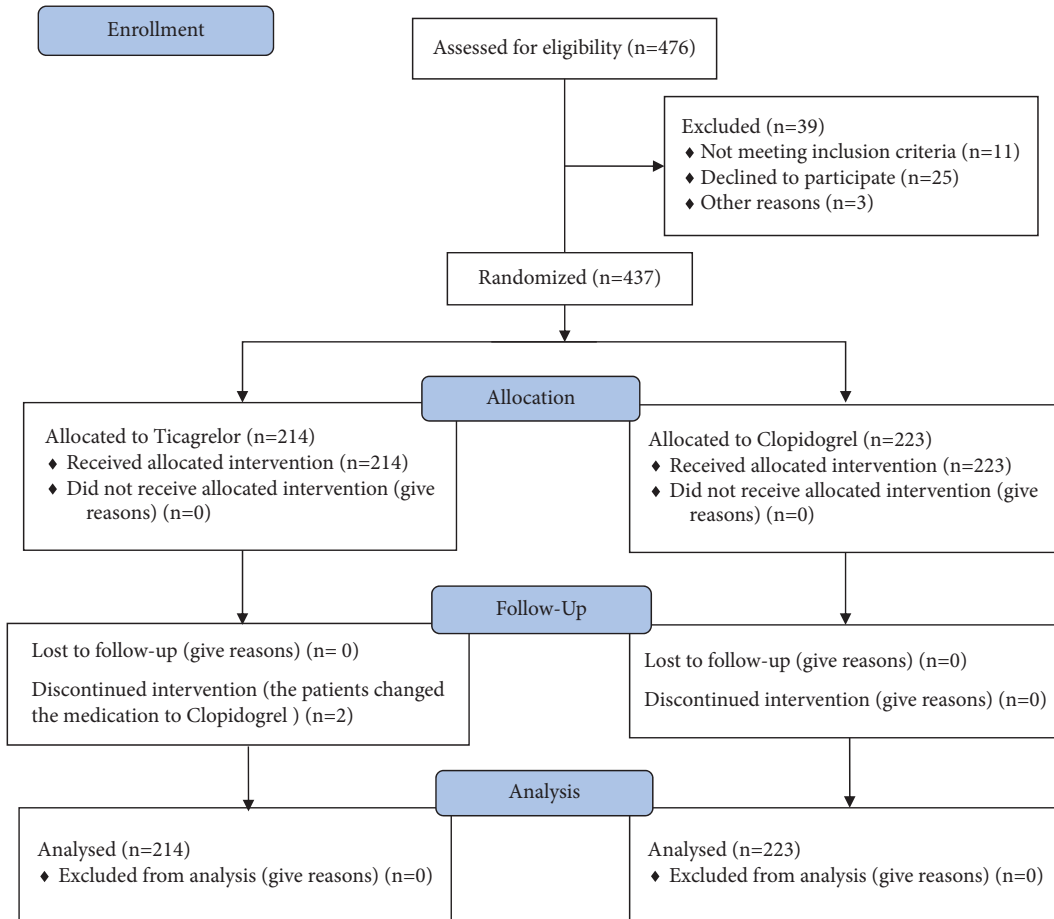 Enrollment
Assessed for eligibility (n=476)
Excluded (n=39)
♦ Not meeting inclusion criteria (n=11)
♦ Declined to participate (n=25)
♦ Other reasons (n=3)
Randomized (n=437)
Allocation
Allocated to Ticagrelor (n=214)
♦ Received allocated intervention (n=214)
♦ Did not receive allocated intervention (give
reasons) (n=0)
Allocated to Clopidogrel (n=223)
♦ Received allocated intervention (n=223)
♦ Did not receive allocated intervention (give
reasons) (n=0)
Follow-Up
Lost to follow-up (give reasons) (n= 0)
Discontinued intervention (the patients changed
the medication to Clopidogrel ) (n=2)
Lost to follow-up (give reasons) (n=0)
Discontinued intervention (give reasons) (n=0)
Analysis
Analysed (n=214)
♦ Excluded from analysis (give reasons) (n=0)
Analysed (n=223)
♦ Excluded from analysis (give reasons) (n=0)